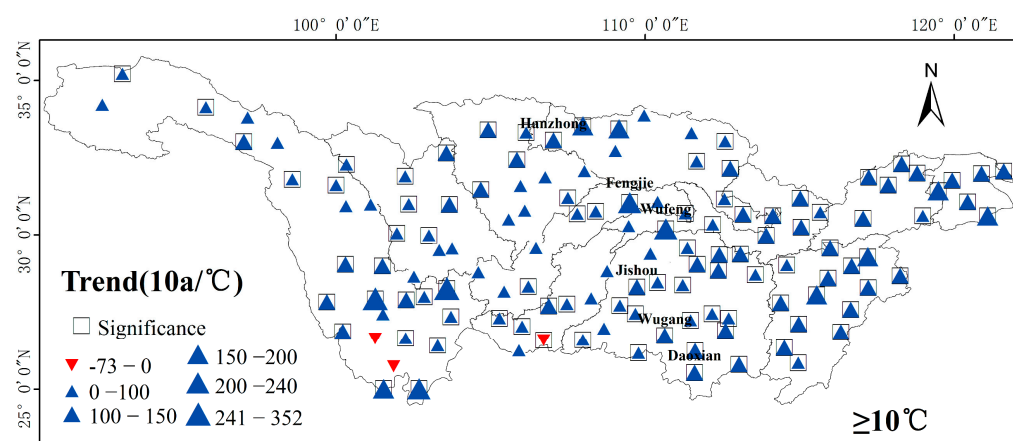 100° 0′0″E
110° 0′0″E
120° 0′0″E
35° 0′0″N
30° 0′0″N
25° 0′0″N
N
Hanzhong
Fengjie
Wufeng
Jishou
Wugang
Daoxian
Trend(10a/℃)
Significance
-73－0
0－100
100－150
150－200
200－240
241－352
≥10℃